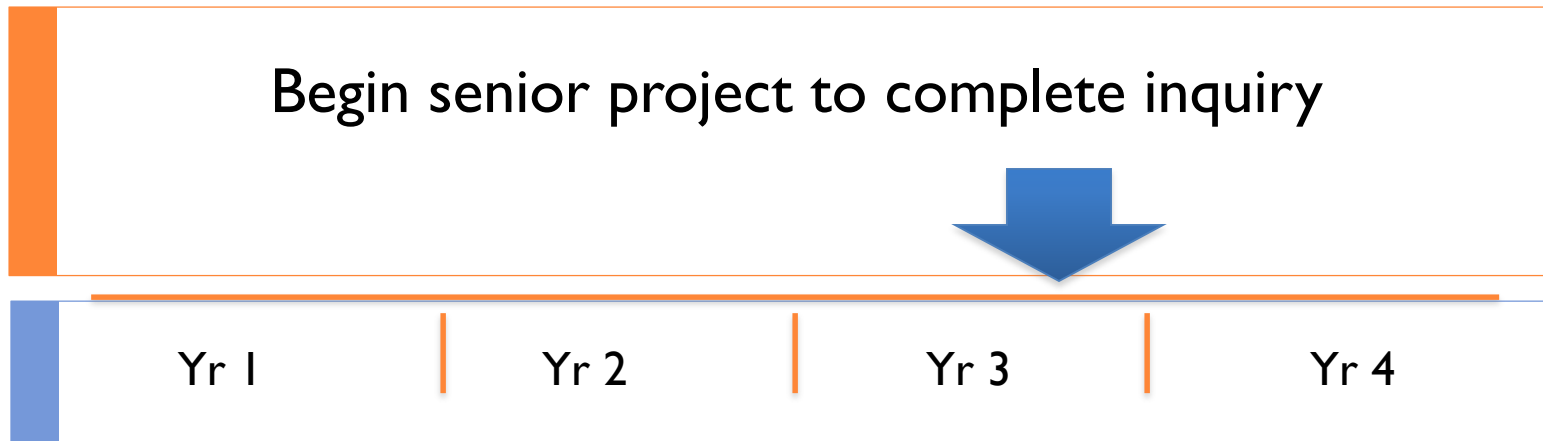 Begin senior project to complete inquiry
Yr 1 Yr 2 Yr 3 Yr 4